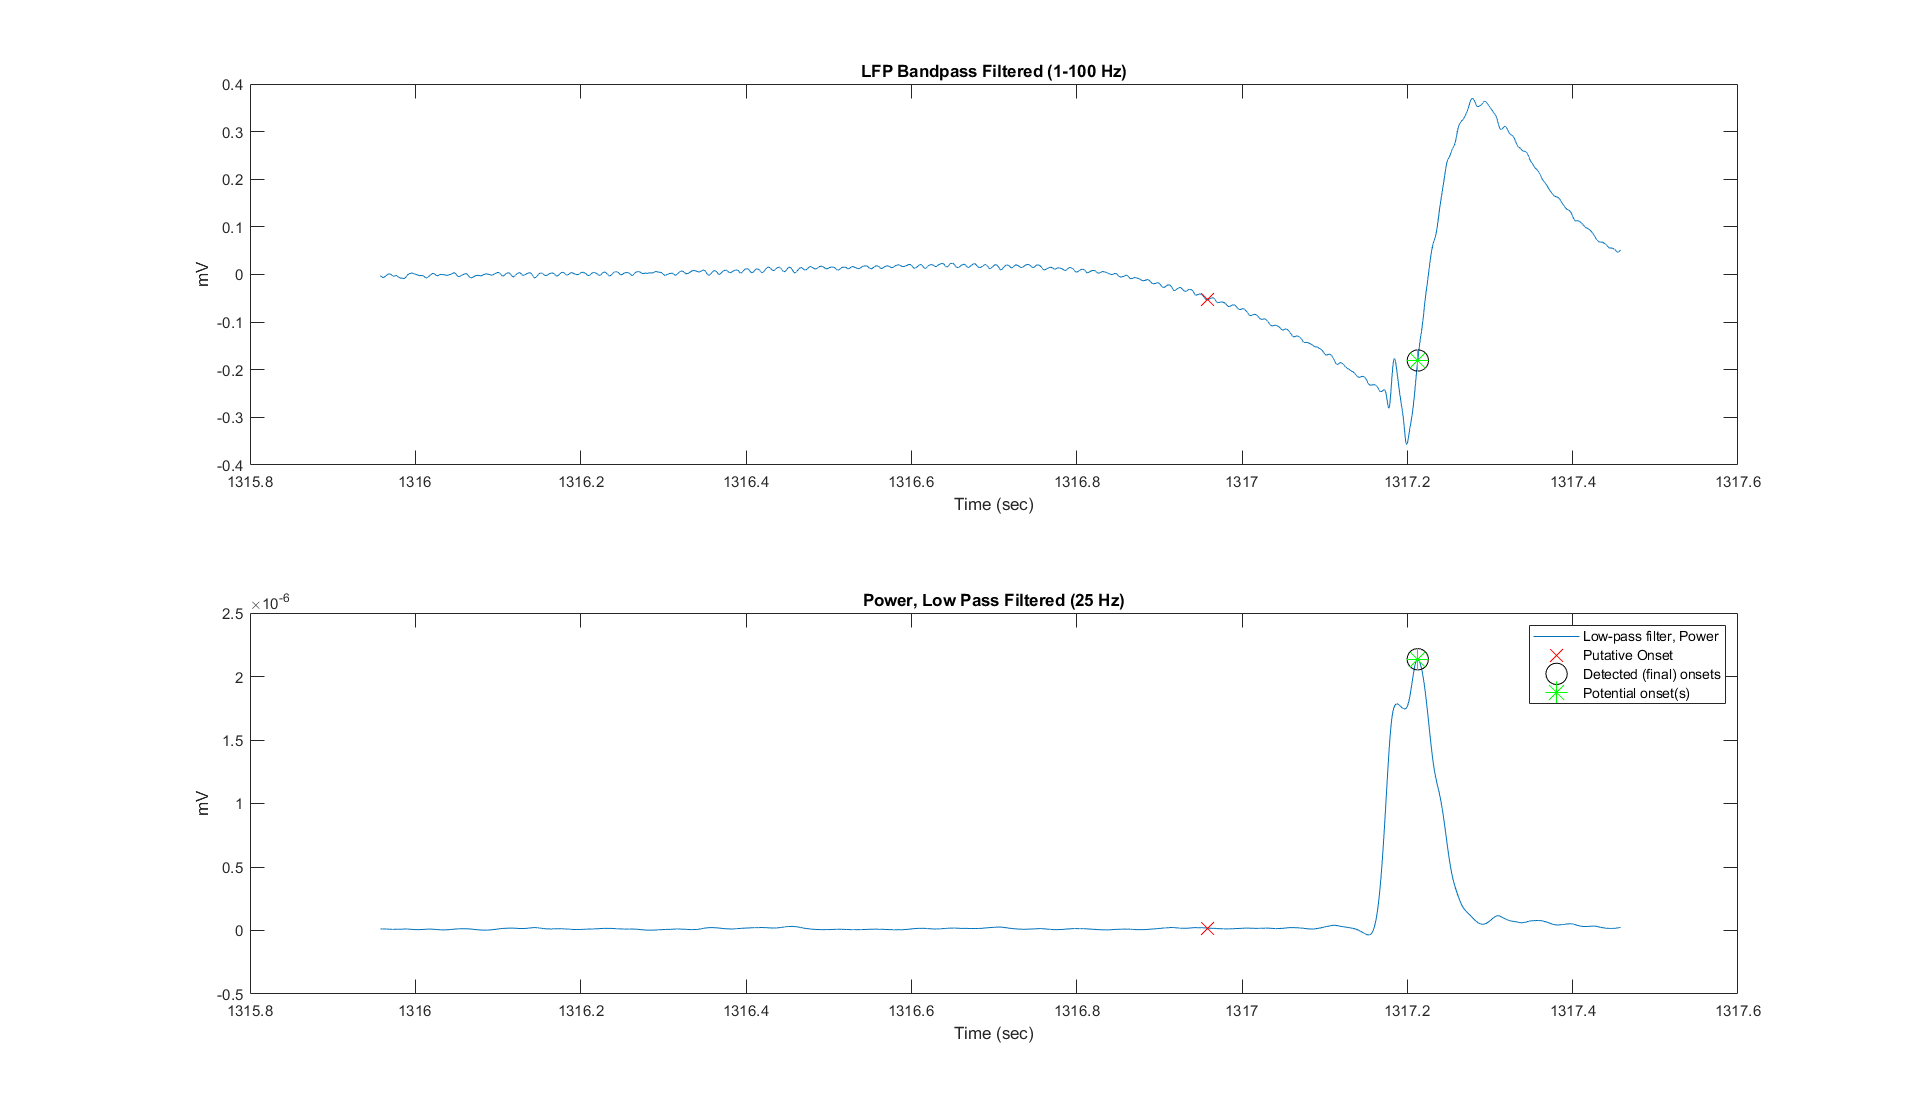 LFP Bandpass Filtered (1-100 Hz)
0.4
0.3
0.2
0.1
0
-0.1
-0.2
-0.3
-0.4
mV
1315.8 1316 1316.2 1316.4 1316.6 1316.8 1317 1317.2 1317.4 1317.6
Time (sec)
Power, Low Pass Filtered (25 Hz)
×10-6
2.5
2
1.5
1
0.5
0
-0.5
mV
Low-pass filter, Power
Putative Onset
Detected (final) onsets
Potential onset(s)
1315.8 1316 1316.2 1316.4 1316.6 1316.8 1317 1317.2 1317.4 1317.6
Time (sec)